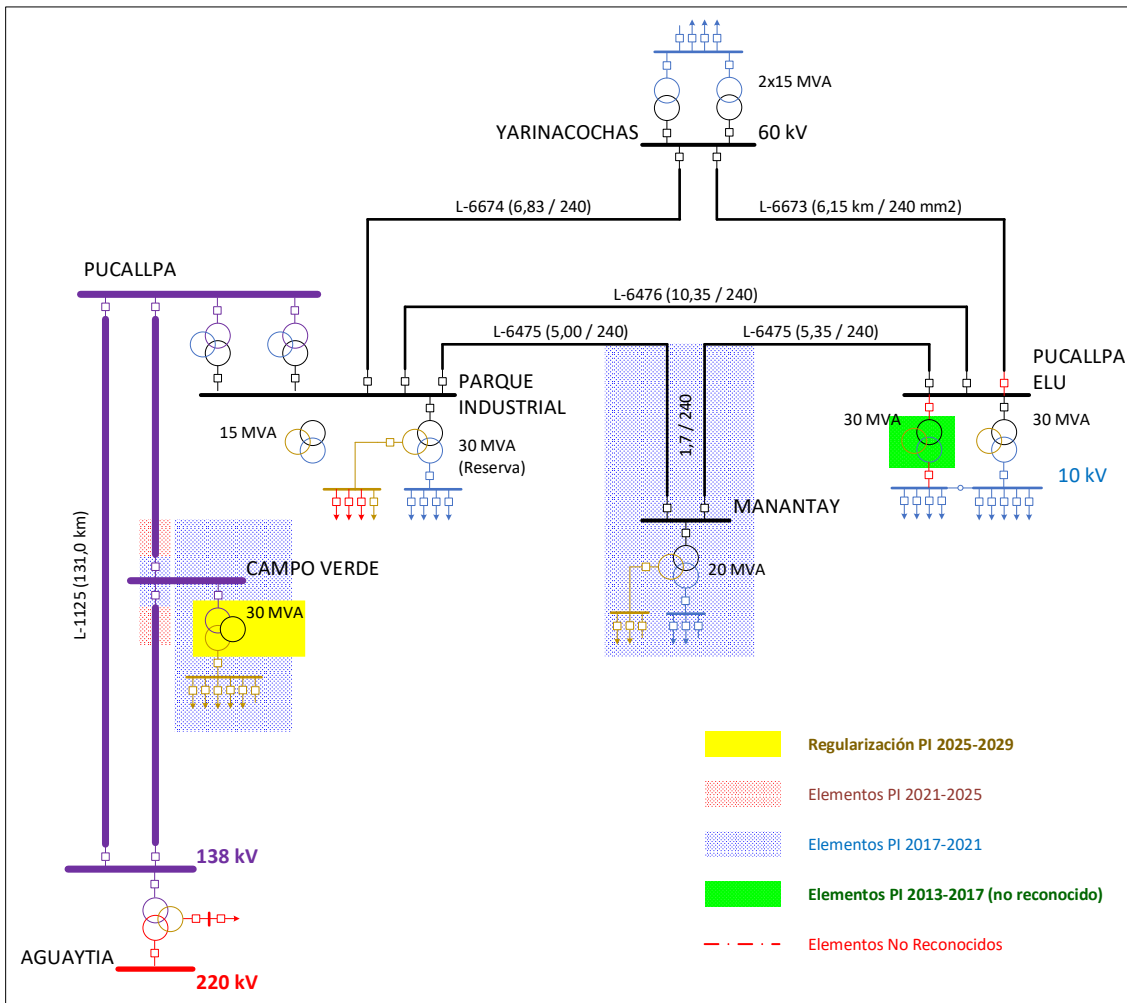 2x15 MVA
YARINACOCHAS
60 kV
L-6674 (6,83 / 240)
L-6673 (6,15 km / 240 mm2)
PUCALLPA
L-6476 (10,35 / 240)
L-6475 (5,00 / 240)
L-6475 (5,35 / 240)
PARQUE
INDUSTRIAL
PUCALLPA
ELU
15 MVA
30 MVA
(Reserva)
1,7 / 240
30 MVA
30 MVA
10 kV
MANANTAY
20 MVA
L-1125 (131,0 km)
CAMPO VERDE
30 MVA
Regularización PI 2025-2029
Elementos PI 2021-2025
Elementos PI 2017-2021
Elementos PI 2013-2017 (no reconocido)
Elementos No Reconocidos
138 kV
AGUAYTIA
220 kV